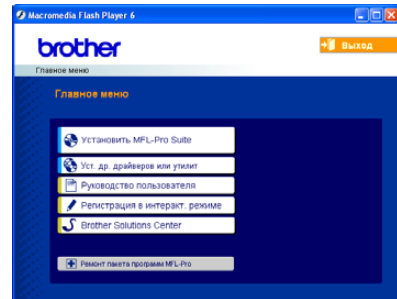 Macromedia Flash Player 6
brother
Выход
Главное меню
Главное меню
Установить MFL-Pro Suite
Уст. др. драйверов или утилит
Руководство пользователя
Регистрация в интеракт. режиме
Brother Solutions Center
Ремонт пакета программ MFL-Pro